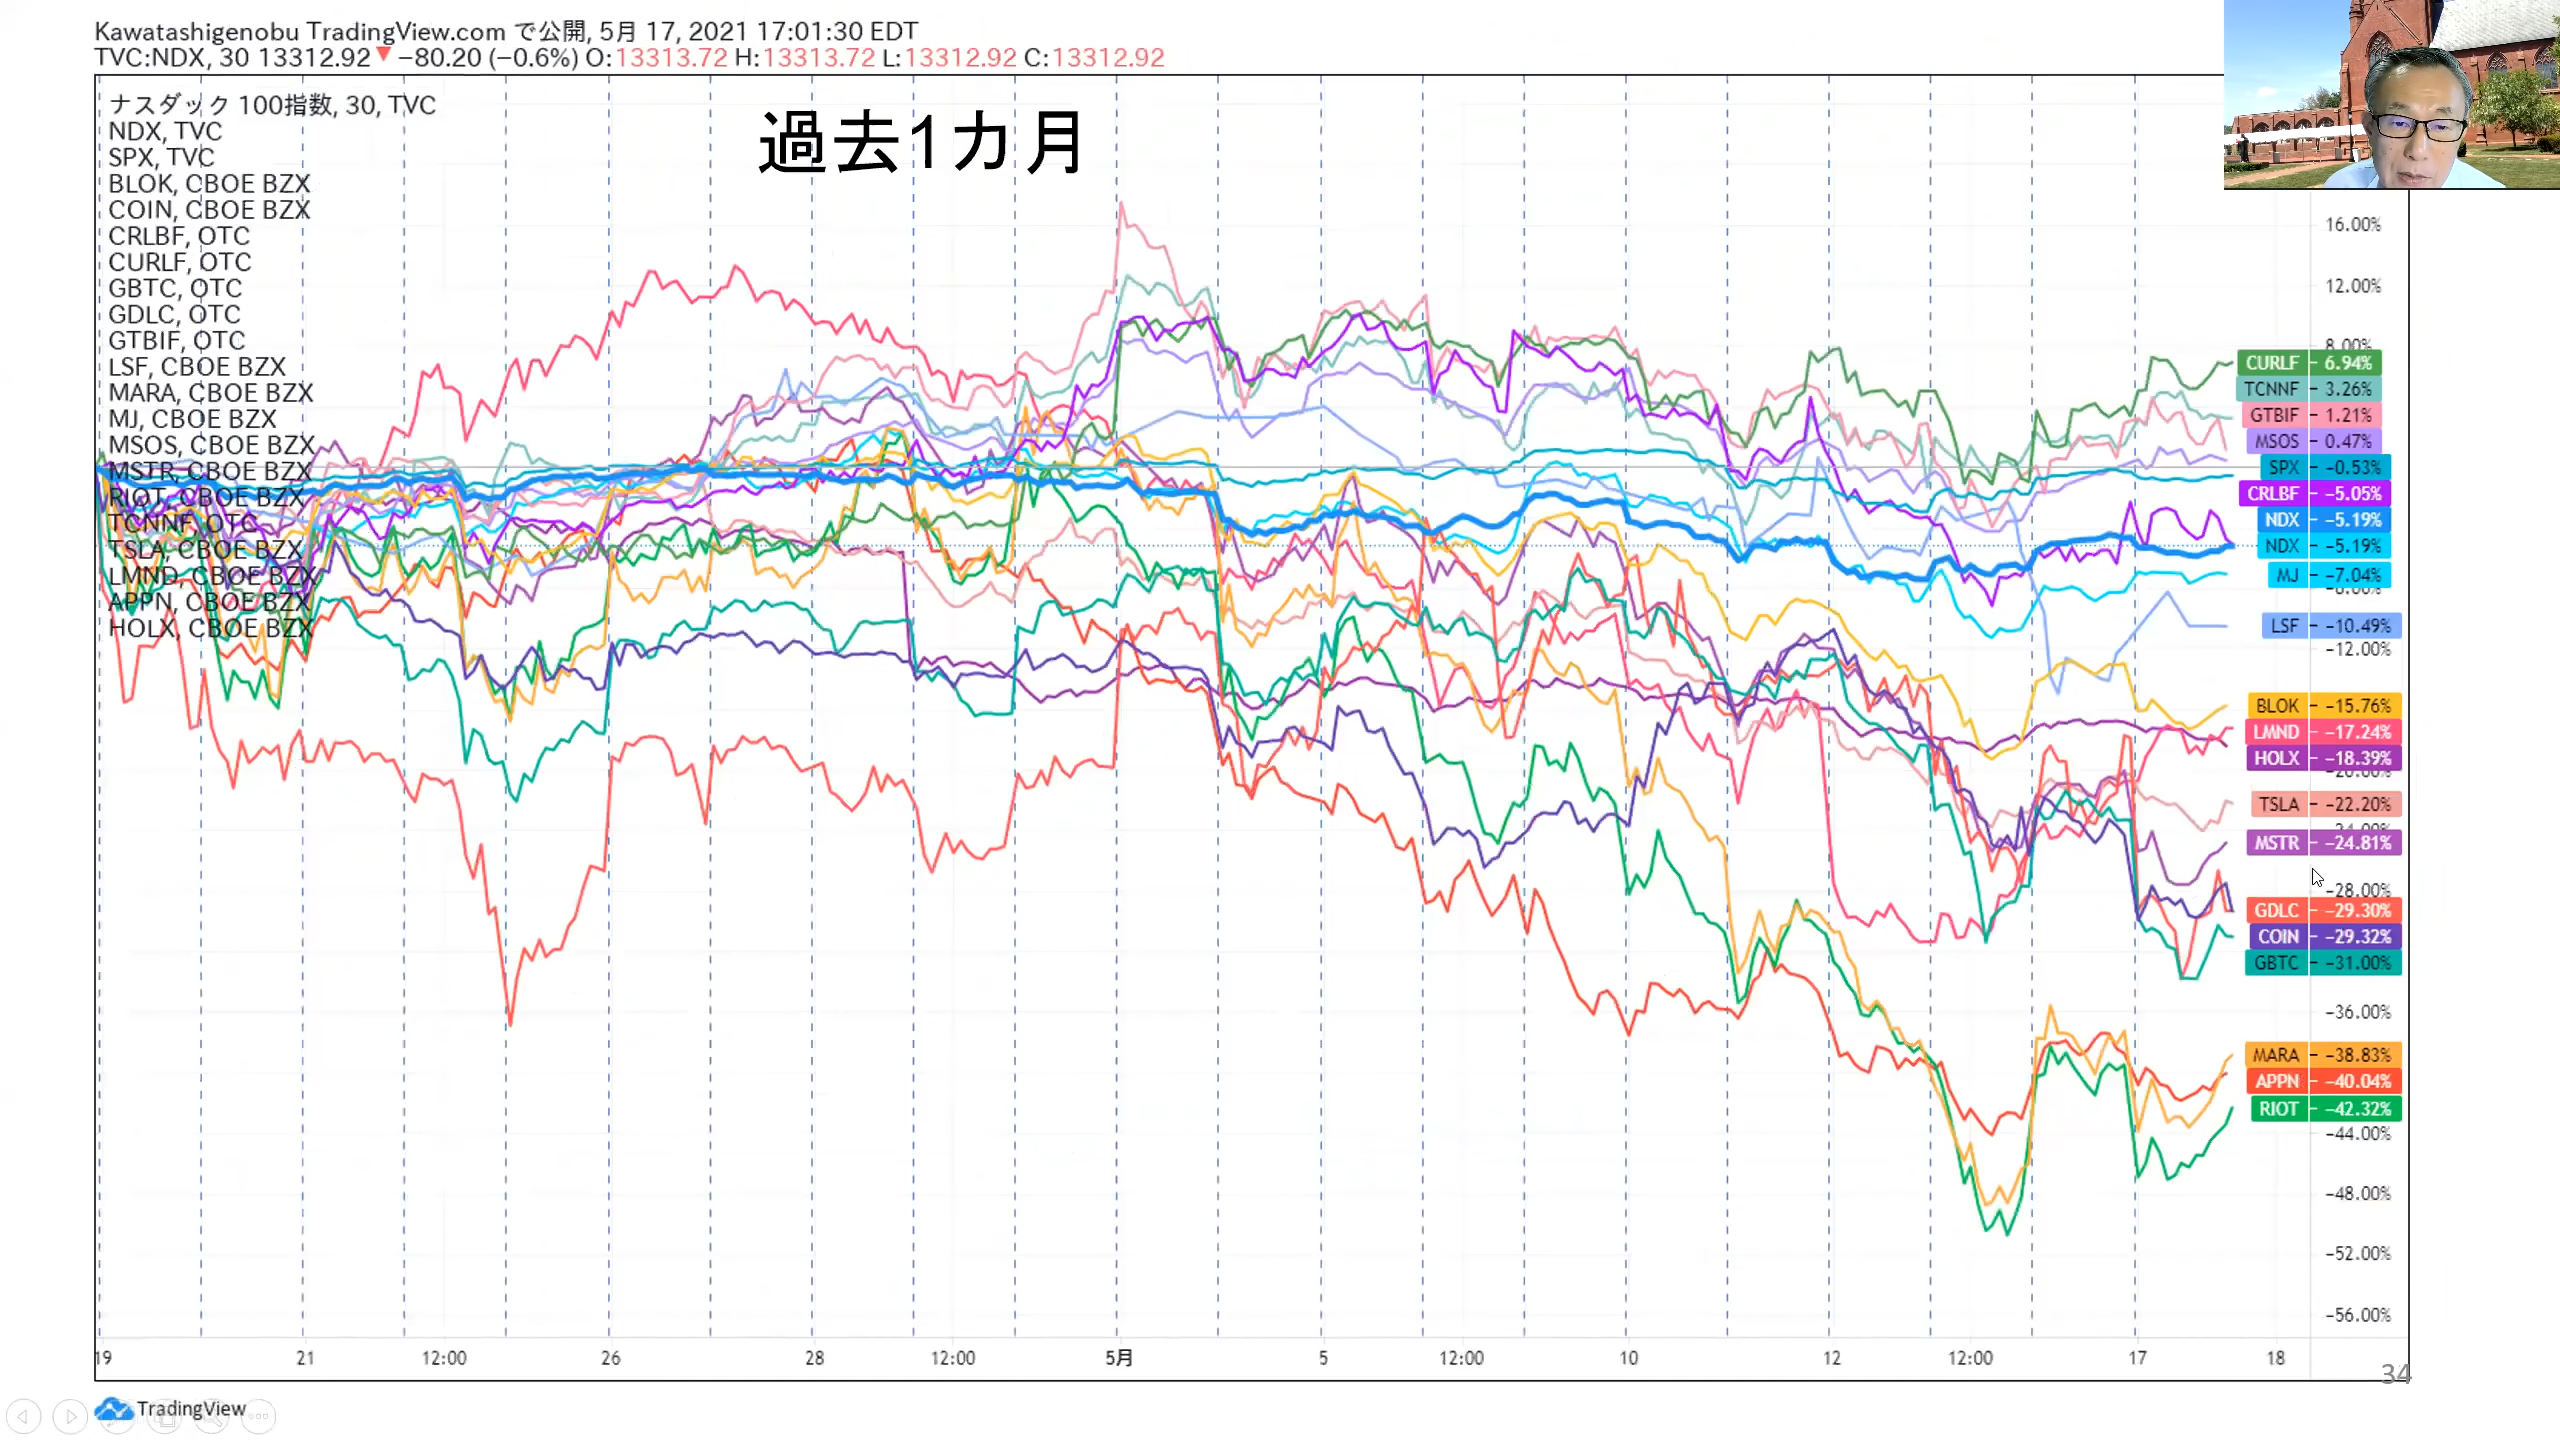 Kawatashigenobu TradingView.com で公開, 5月 17, 2021 17:01:30 EDT
TVC:NDX, 30 13312.92▼ −80.20 (−0.6%) O:13313.72 H:13313.72 L:13312.92 C:13312.92
ナスダック 100指数, 30, TVC
NDX, TVC
SPX, TVC
BLOK, CBOE BZX
COIN, CBOE BZX
CRLBF, OTC
CURLF, OTC
GBTC, OTC
GDLC, OTC
GTBIF, OTC
LSF, CBOE BZX
MARA, CBOE BZX
MJ, CBOE BZX
MSOS, CBOE BZX
MSTR, CBOE BZX
RIOT, CBOE BZX
TCNNF, OTC
TSLA, CBOE BZX
LMND, CBOE BZX
APPN, CBOE BZX
HOLX, CBOE BZX
過去1カ月
16.00%
12.00%
8.00%
CURLF − 6.94%
TCNNF − 3.26%
GTBIF − 1.21%
MSOS − 0.47%
SPX − −0.53%
CRLBF − −5.05%
NDX − −5.19%
NDX − −5.19%
MJ − −7.04%
LSF − −10.49%
−12.00%
BLOK − −15.76%
LMND − −17.24%
HOLX − −18.39%
TSLA − −22.20%
MSTR − −24.81%
−28.00%
GDLC − −29.30%
COIN − −29.32%
GBTC − −31.00%
−36.00%
MARA − −38.83%
APPN − −40.04%
RIOT − −42.32%
−44.00%
−48.00%
−52.00%
−56.00%
19 21 12:00 26 28 12:00 5月 5 12:00 10 12 12:00 17 18
34
TradingView